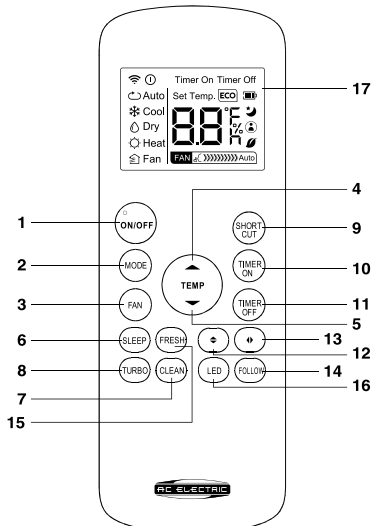 Timer On Timer Off
Auto Set Temp. ECO
Cool
Dry
Heat
Fan
88 °F % h
FAN Auto
17
4
1 ON/OFF
SHORT CUT 9
2 MODE
TEMP
TIMER ON 10
3 FAN
TIMER OFF 11
5
6 SLEEP FRESH
13
12
8 TURBO CLEAN LED FOLLOW
7
14
16
15
AC ELECTRIC